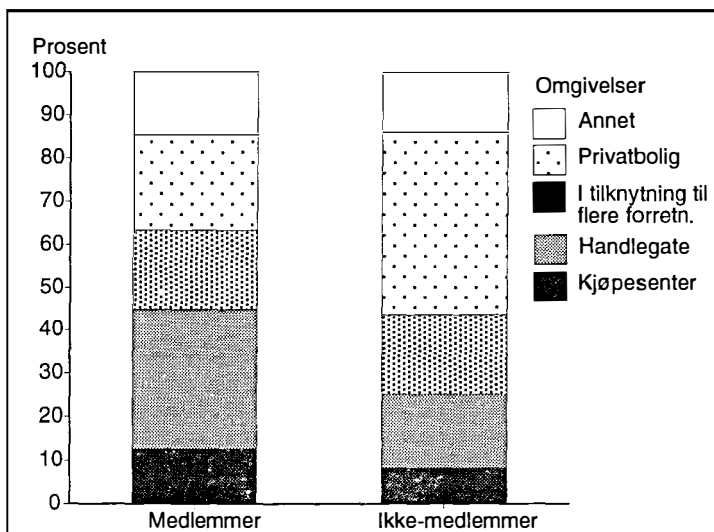 Prosent
100
90
80
70
60
50
40
30
20
10
0
Medlemmer
Ikke-medlemmer
Omgivelser
Annet
Privatbolig
I tilknytning til
flere forretn.
Handlegate
Kjøpesenter